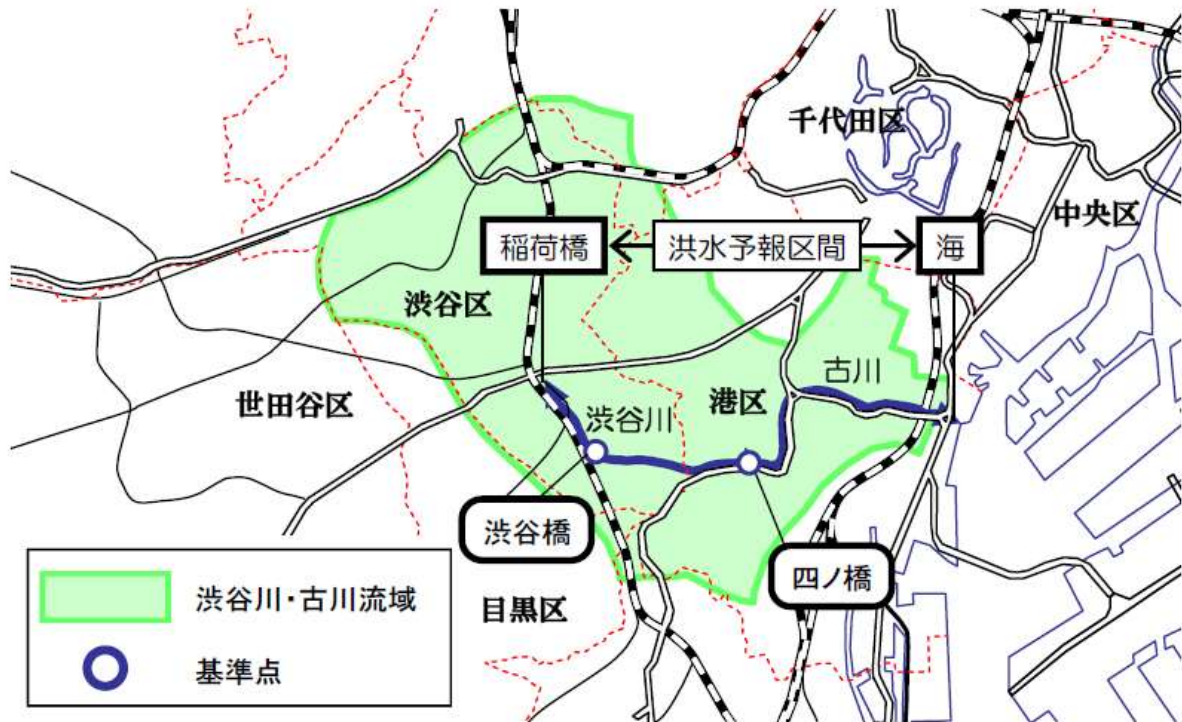 千代田区
中央区
稲荷橋
洪水予報区間
海
渋谷区
世田谷区
渋谷川
港区
古川
渋谷橋
四ノ橋
目黒区
渋谷川・古川流域
基準点